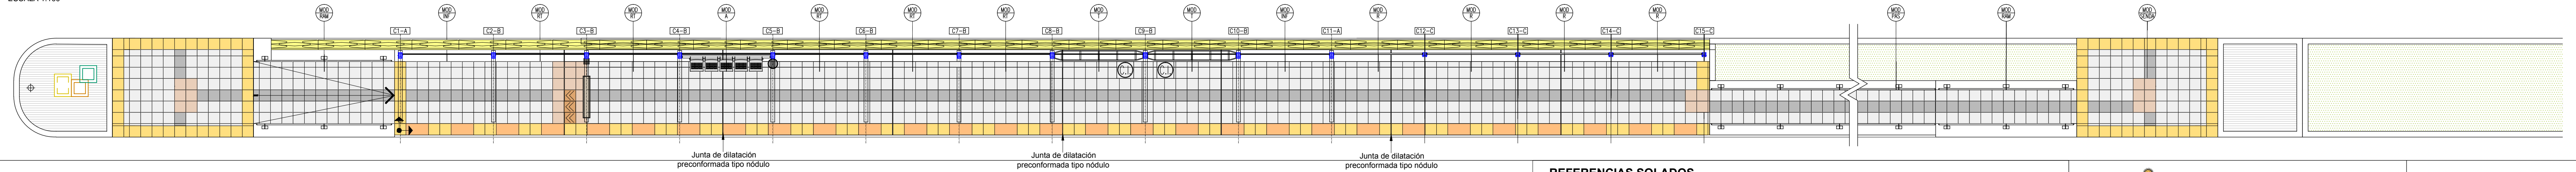 MOD RAM
MOD INF
MOD RT
MOD RT
MOD A
MOD RT
MOD RT
MOD RT
MOD T
MOD T
MOD INF
MOD R
MOD R
MOD R
MOD R
MOD PAS
MOD RAM
MOD SENDA
C1-A
C2-B
C3-B
C4-B
C5-B
C6-B
C7-B
C8-B
C9-B
C10-B
C11-A
C12-C
C13-C
C14-C
C15-C
C.I.
C.I.
Junta de dilatación
preconformada tipo nódulo
Junta de dilatación
preconformada tipo nódulo
Junta de dilatación
preconformada tipo nódulo